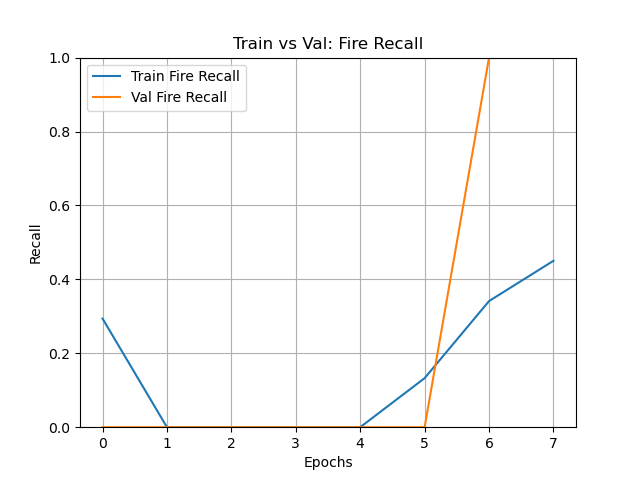 Train vs Val: Fire Recall
Train Fire Recall
Val Fire Recall
1.0
0.8
0.6
0.4
0.2
0.0
Recall
0 1 2 3 4 5 6 7
Epochs